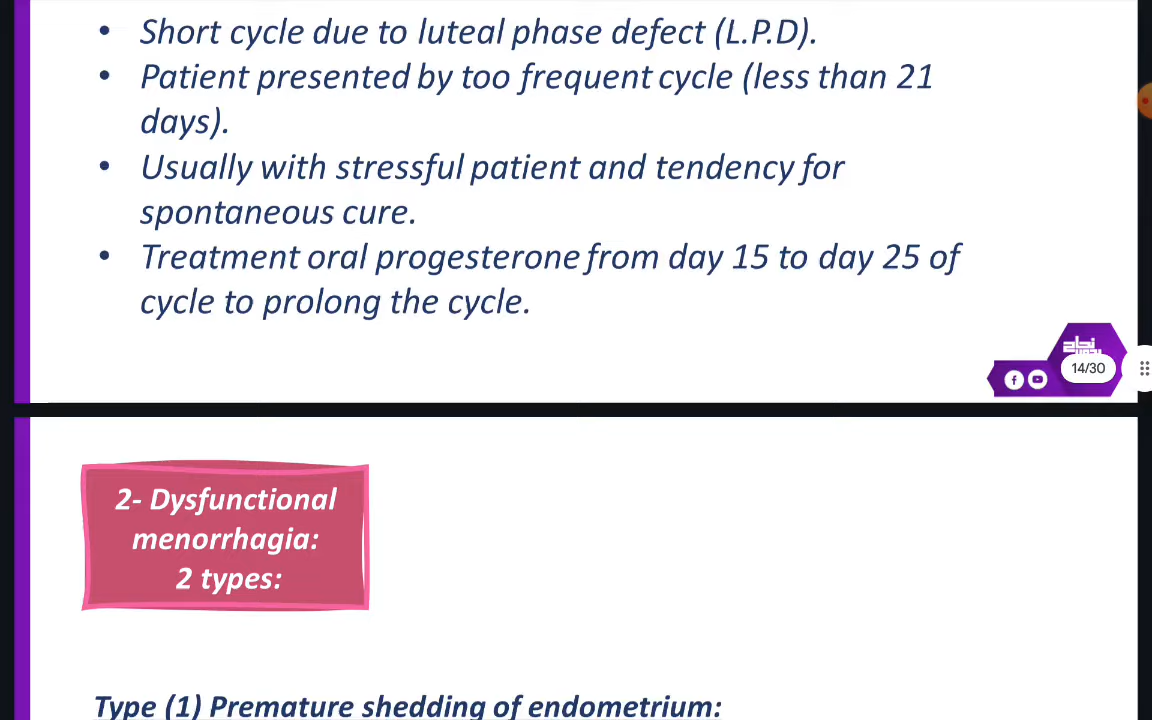 • Short cycle due to luteal phase defect (L.P.D).
• Patient presented by too frequent cycle (less than 21
days).
• Usually with stressful patient and tendency for
spontaneous cure.
• Treatment oral progesterone from day 15 to day 25 of
cycle to prolong the cycle.
14/30
2- Dysfunctional
menorrhagia:
2 types:
Type (1) Premature shedding of endometrium: